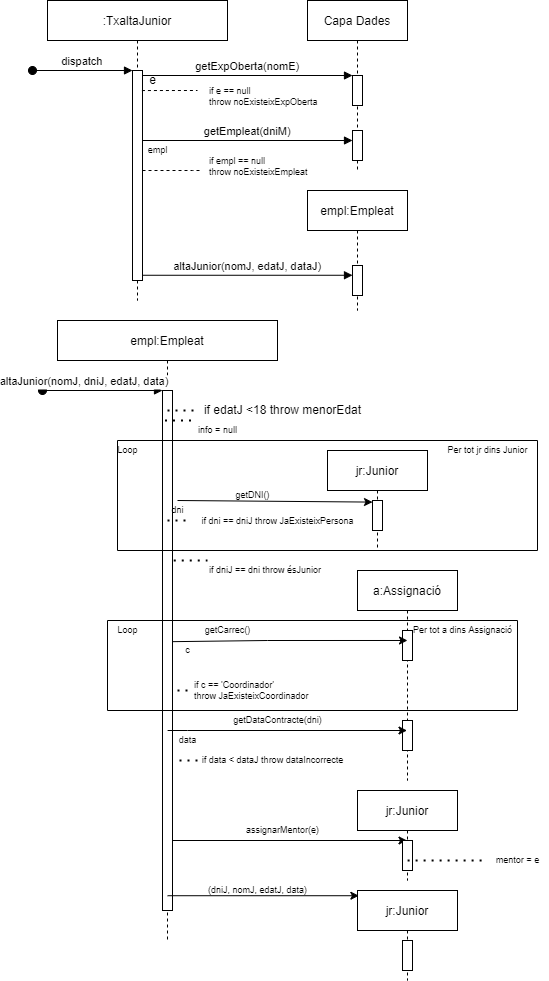 :TxaltaJunior
Capa Dades
dispatch
getExpOberta(nomE)
e
if e == null
throw noExisteixExpOberta
getEmpleat(dniM)
empl
if empl == null
throw noExisteixEmpleat
empl:Empleat
altaJunior(nomJ, edatJ, dataJ)
empl:Empleat
altaJunior(nomJ, dniJ, edatJ, data)
if edatJ <18 throw menorEdat
info = null
Loop
Per tot jr dins Junior
jr:Junior
getDNI()
dni
if dni == dniJ throw JaExisteixPersona
if dniJ == dni throw ésJunior
a:Assignació
Loop
getCarrec()
Per tot a dins Assignació
c
if c == 'Coordinador'
throw JaExisteixCoordinador
getDataContracte(dni)
data
if data < dataJ throw dataIncorrecte
jr:Junior
assignarMentor(e)
mentor = e
(dniJ, nomJ, edatJ, data)
jr:Junior